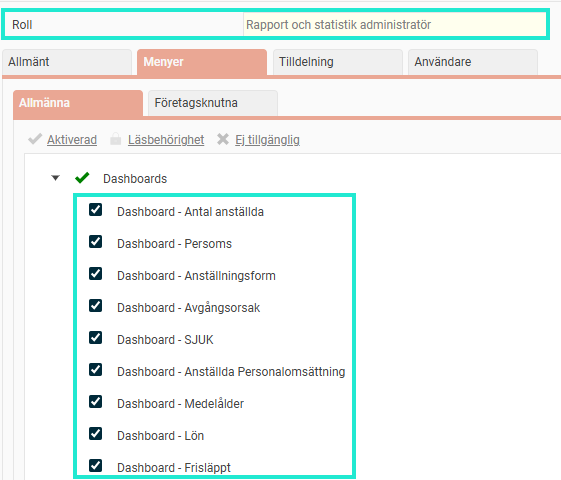 Roll Rapport och statistik administratör
Allmänt Menyer Tilldelning Användare
Allmänna Företagsknutna
Aktiverad Läsbehörighet Ej tillgänglig
Dashboards
Dashboard - Antal anställda
Dashboard - Persoms
Dashboard - Anställningsform
Dashboard - Avgångsorsak
Dashboard - SJUK
Dashboard - Anställda Personalomsättning
Dashboard - Medelålder
Dashboard - Lön
Dashboard - Frisläppt